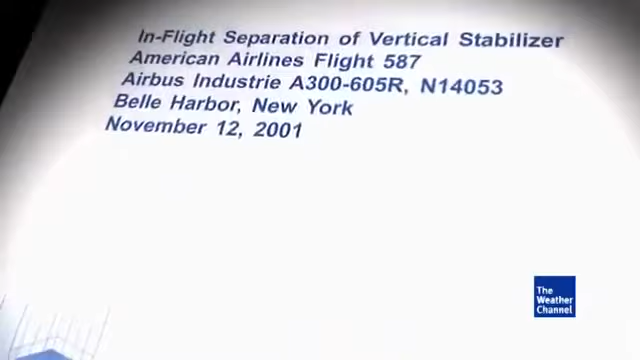 In-Flight Separation of Vertical Stabilizer
American Airlines Flight 587
Airbus Industrie A300-605R, N14053
Belle Harbor, New York
November 12, 2001
The
Weather
Channel